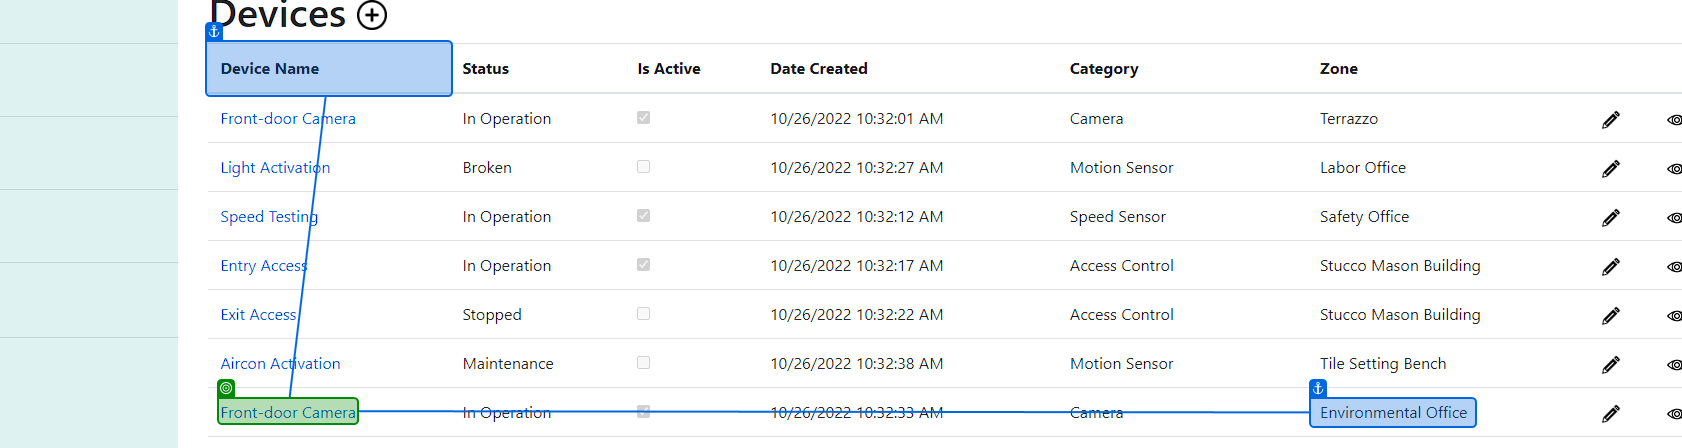 Devices
Device Name Status Is Active Date Created Category Zone
Front-door Camera In Operation 10/26/2022 10:32:01 AM Camera Terrazzo
Light Activation Broken 10/26/2022 10:32:27 AM Motion Sensor Labor Office
Speed Testing In Operation 10/26/2022 10:32:12 AM Speed Sensor Safety Office
Entry Access In Operation 10/26/2022 10:32:17 AM Access Control Stucco Mason Building
Exit Access Stopped 10/26/2022 10:32:22 AM Access Control Stucco Mason Building
Aircon Activation Maintenance 10/26/2022 10:32:38 AM Motion Sensor Tile Setting Bench
Front-door Camera In Operation 10/26/2022 10:32:33 AM Camera Environmental Office